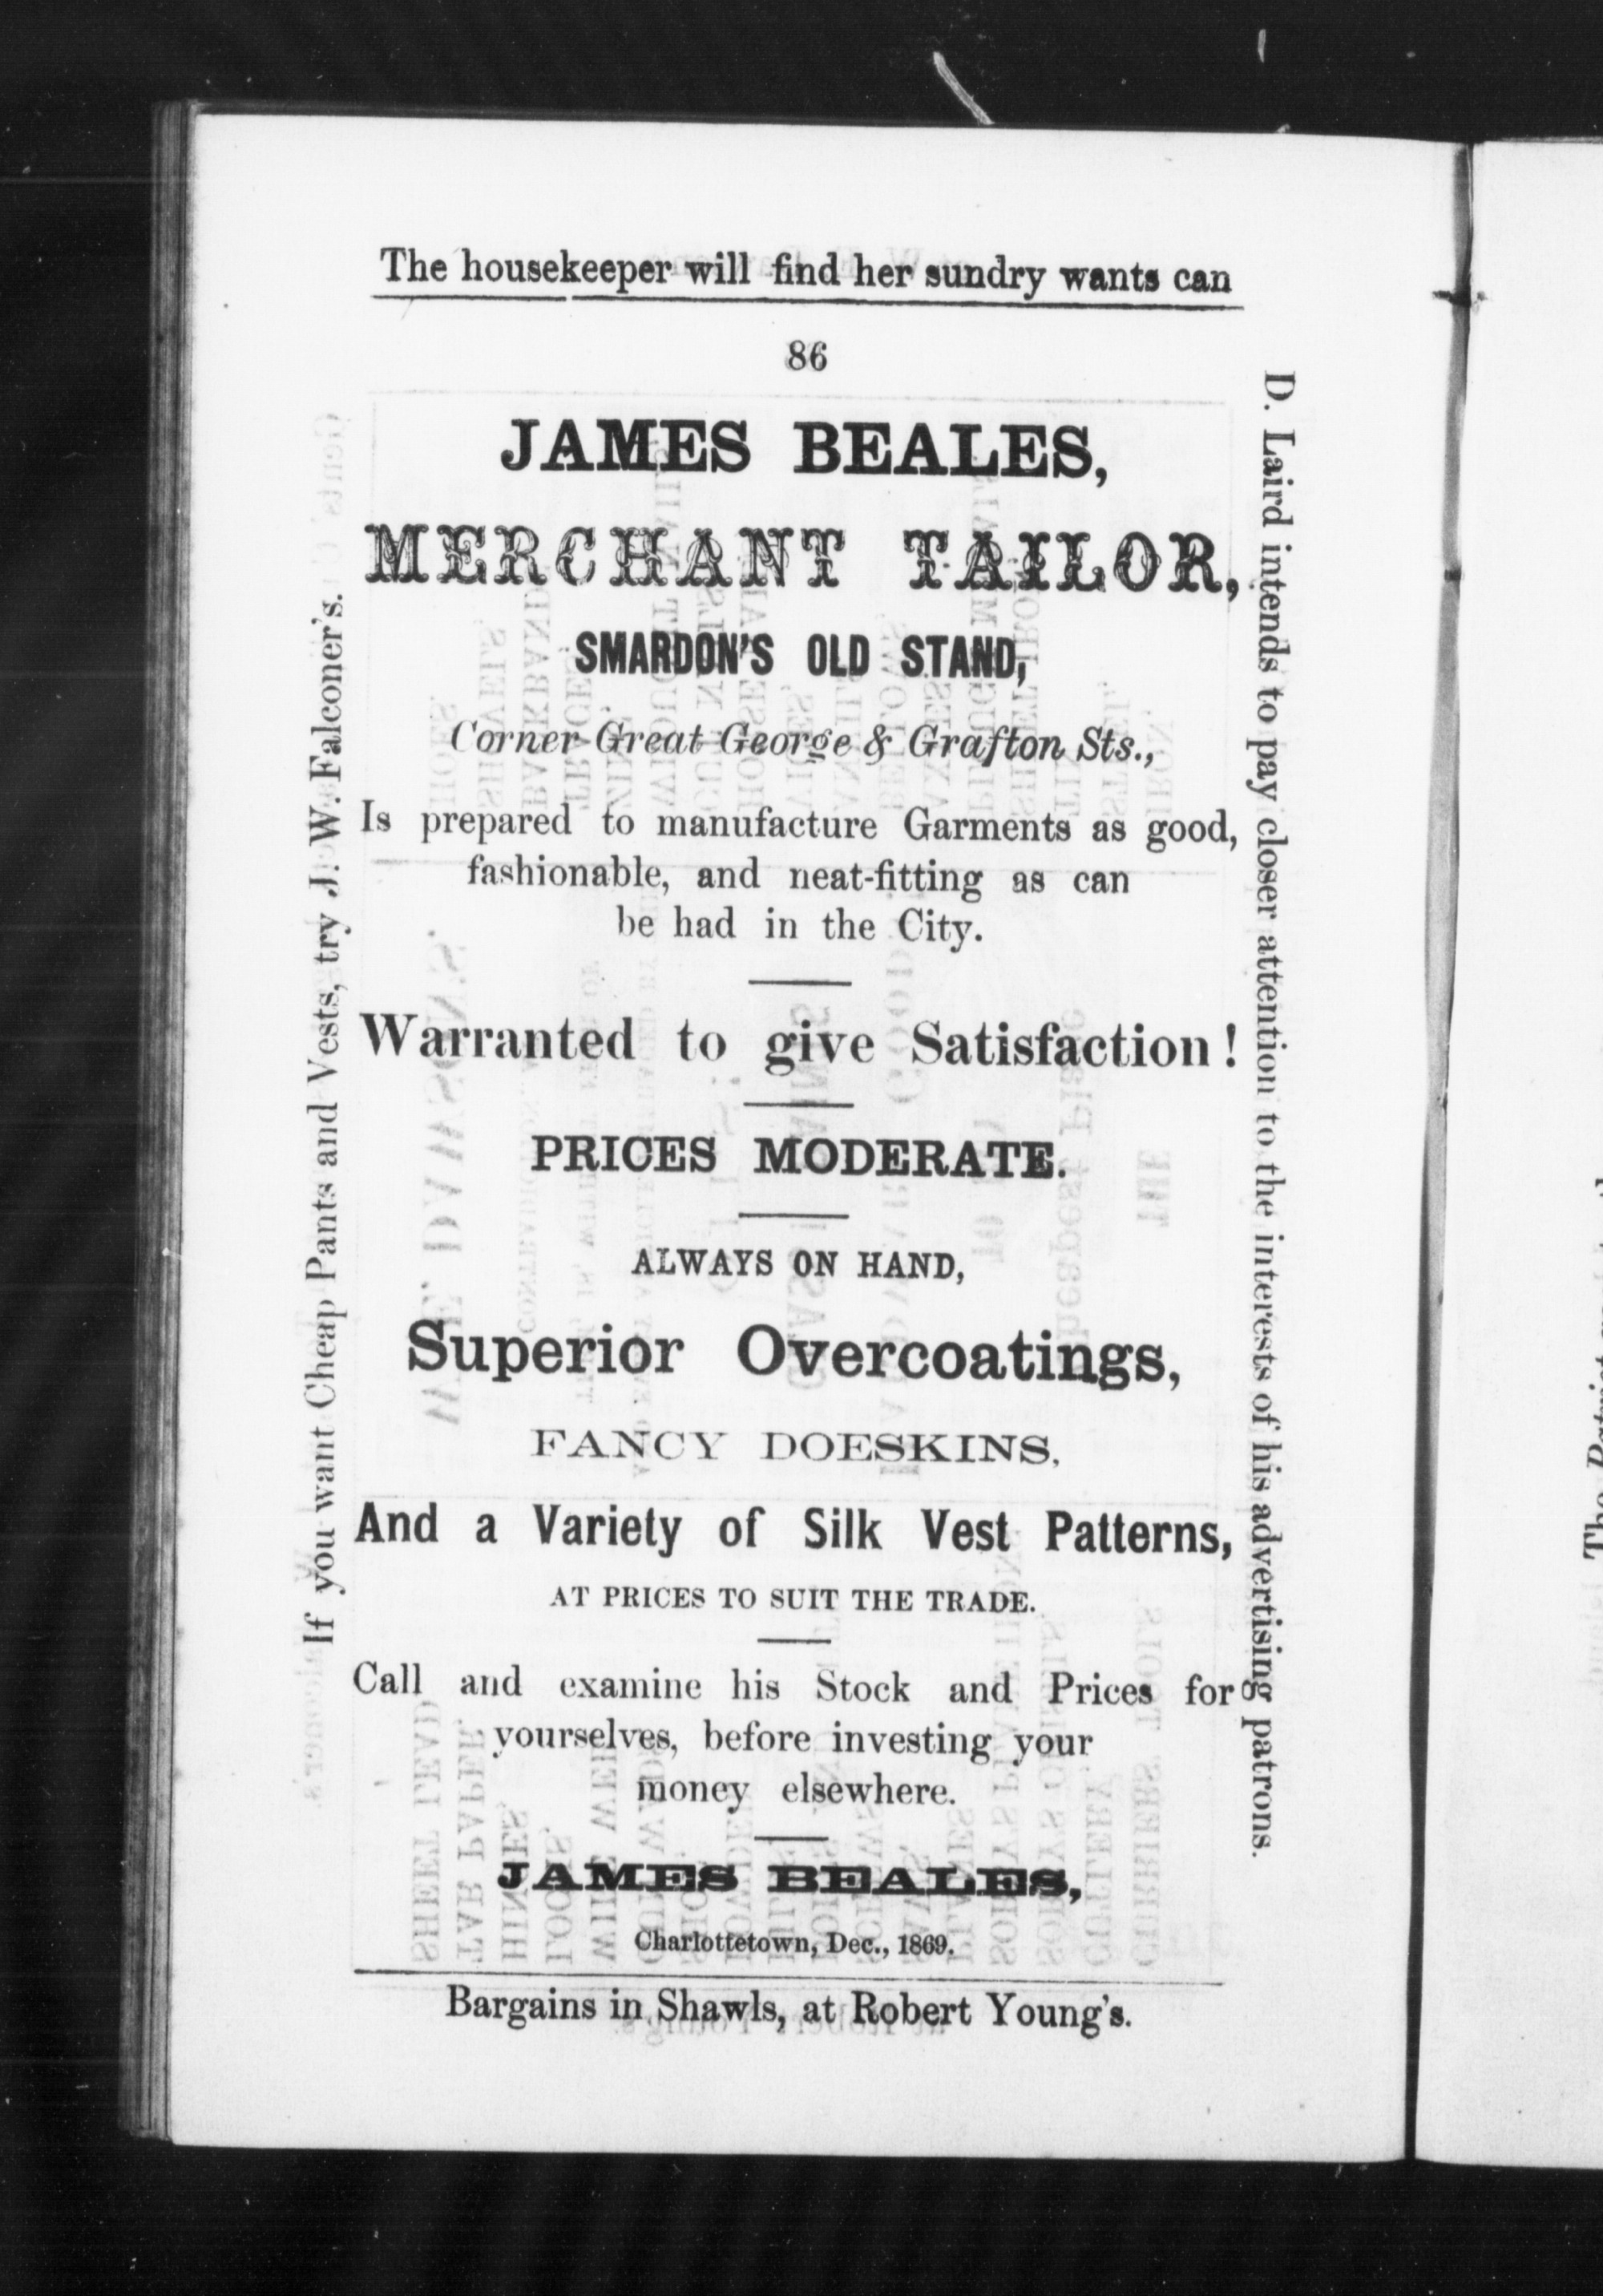 The housekeeper will find her sundry wants can
86
JAMES BEALES,
MERCHANT TAILOR,
SMARDON'S OLD STAND,
Corner Great George & Grafton Sts.,
Is prepared to manufacture Garments as good,
fashionable, and neat-fitting as can
be had in the City.
Warranted to give Satisfaction!
PRICES MODERATE.
ALWAYS ON HAND,
Superior Overcoatings,
FANCY DOESKINS,
And a Variety of Silk Vest Patterns,
AT PRICES TO SUIT THE TRADE.
Call and examine his Stock and Prices for
yourselves, before investing your
money elsewhere.
JAMES BEALES,
Charlottetown, Dec., 1869.
Bargains in Shawls, at Robert Young's.
If you want Cheap Pants and Vests, try J. W. Falconer's.
D. Laird intends to pay closer attention to the interests of his advertising patrons.